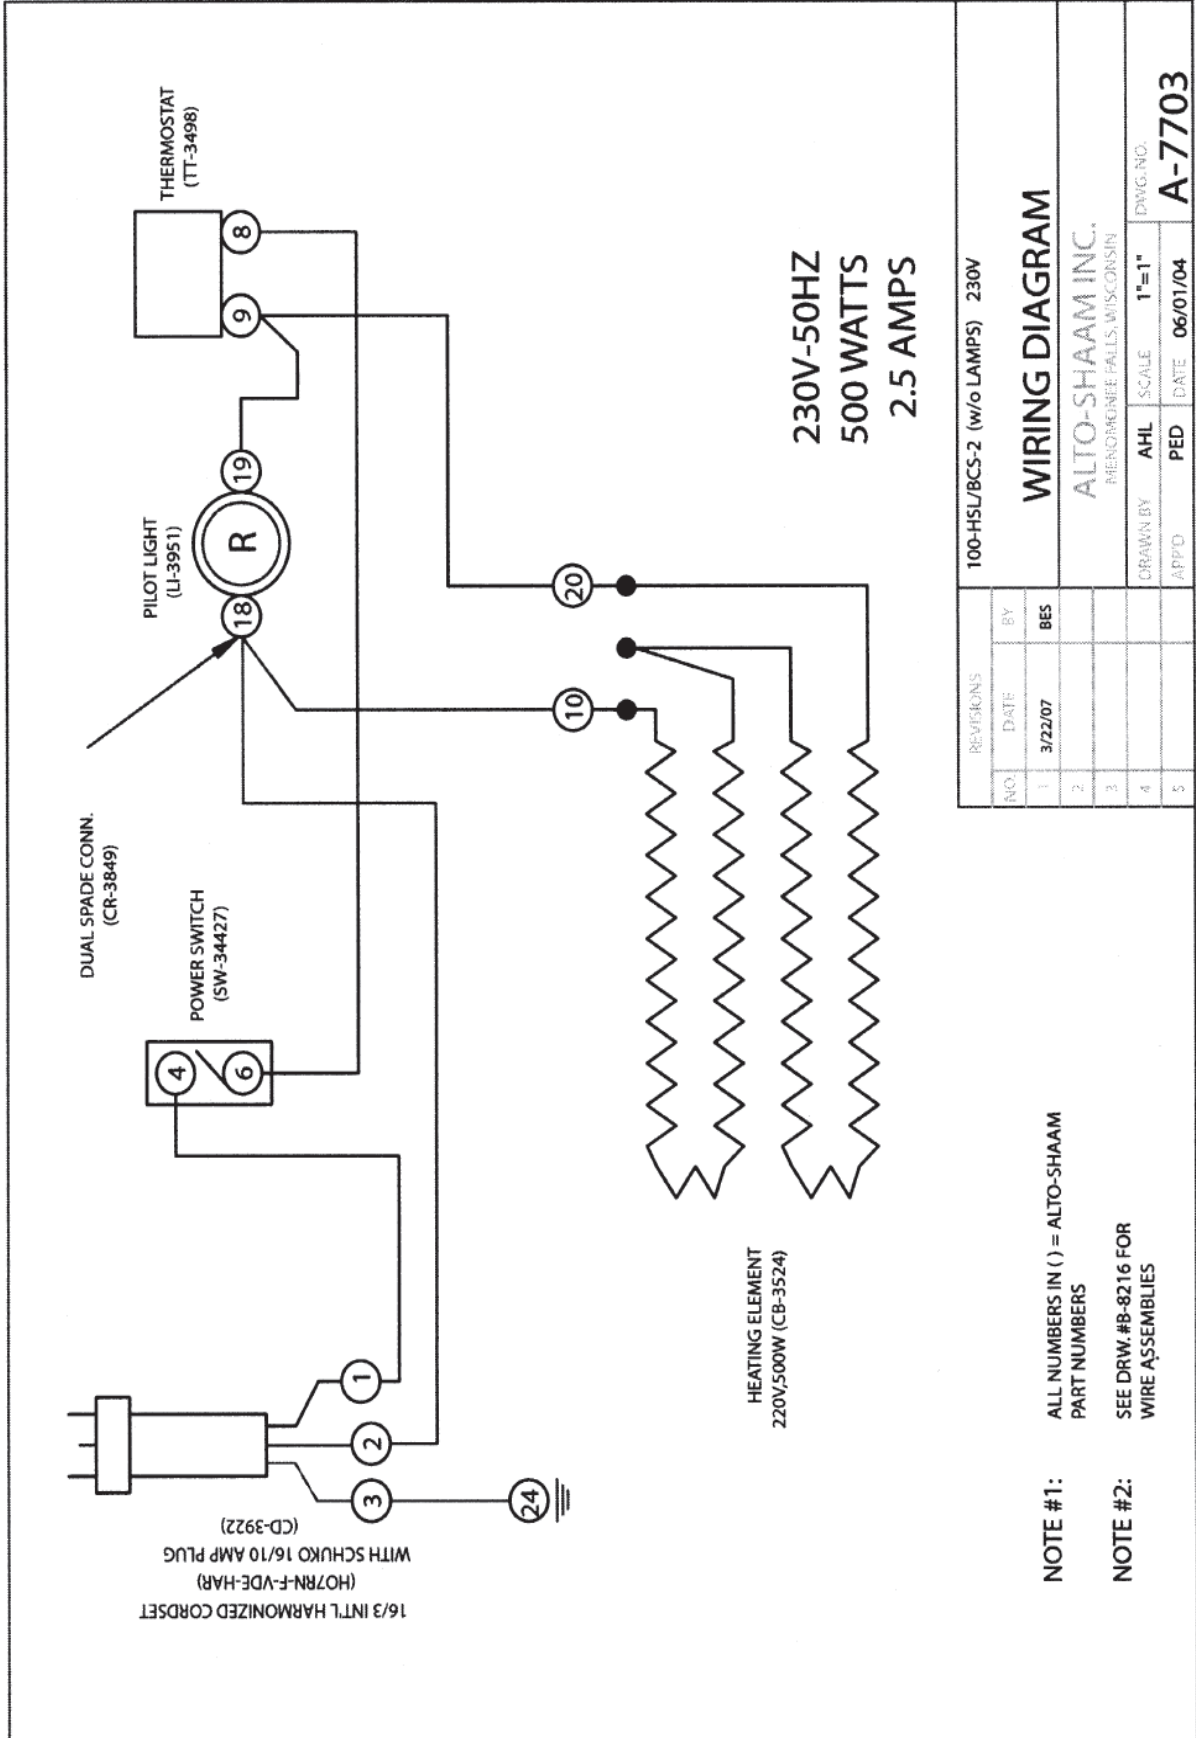 16/3 INT'L HARMONIZED CORDSET
(HO7RN-F-VDE-HAR)
WITH SCHUKO 16/10 AMP PLUG
(CD-3922)
1
2
3
24
POWER SWITCH
(SW-34427)
4
6
DUAL SPADE CONN.
(CR-3849)
PILOT LIGHT
(LI-3951)
18
R
19
THERMOSTAT
(TT-3498)
9
8
10
20
HEATING ELEMENT
220V,500W (CB-3524)
230V-50HZ
500 WATTS
2.5 AMPS
NOTE #1: ALL NUMBERS IN ( ) = ALTO-SHAAM
PART NUMBERS
NOTE #2: SEE DRW. #B-8216 FOR
WIRE ASSEMBLIES
REVISIONS
NO. DATE BY
1 3/22/07 BES
2
3
4
5
100-HSL/BCS-2 (w/o LAMPS) 230V
WIRING DIAGRAM
ALTO-SHAAM INC.
MENOMONEE FALLS, WISCONSIN
DRAWN BY AHL SCALE 1"=1" DWG. NO.
APP'D PED DATE 06/01/04 A-7703